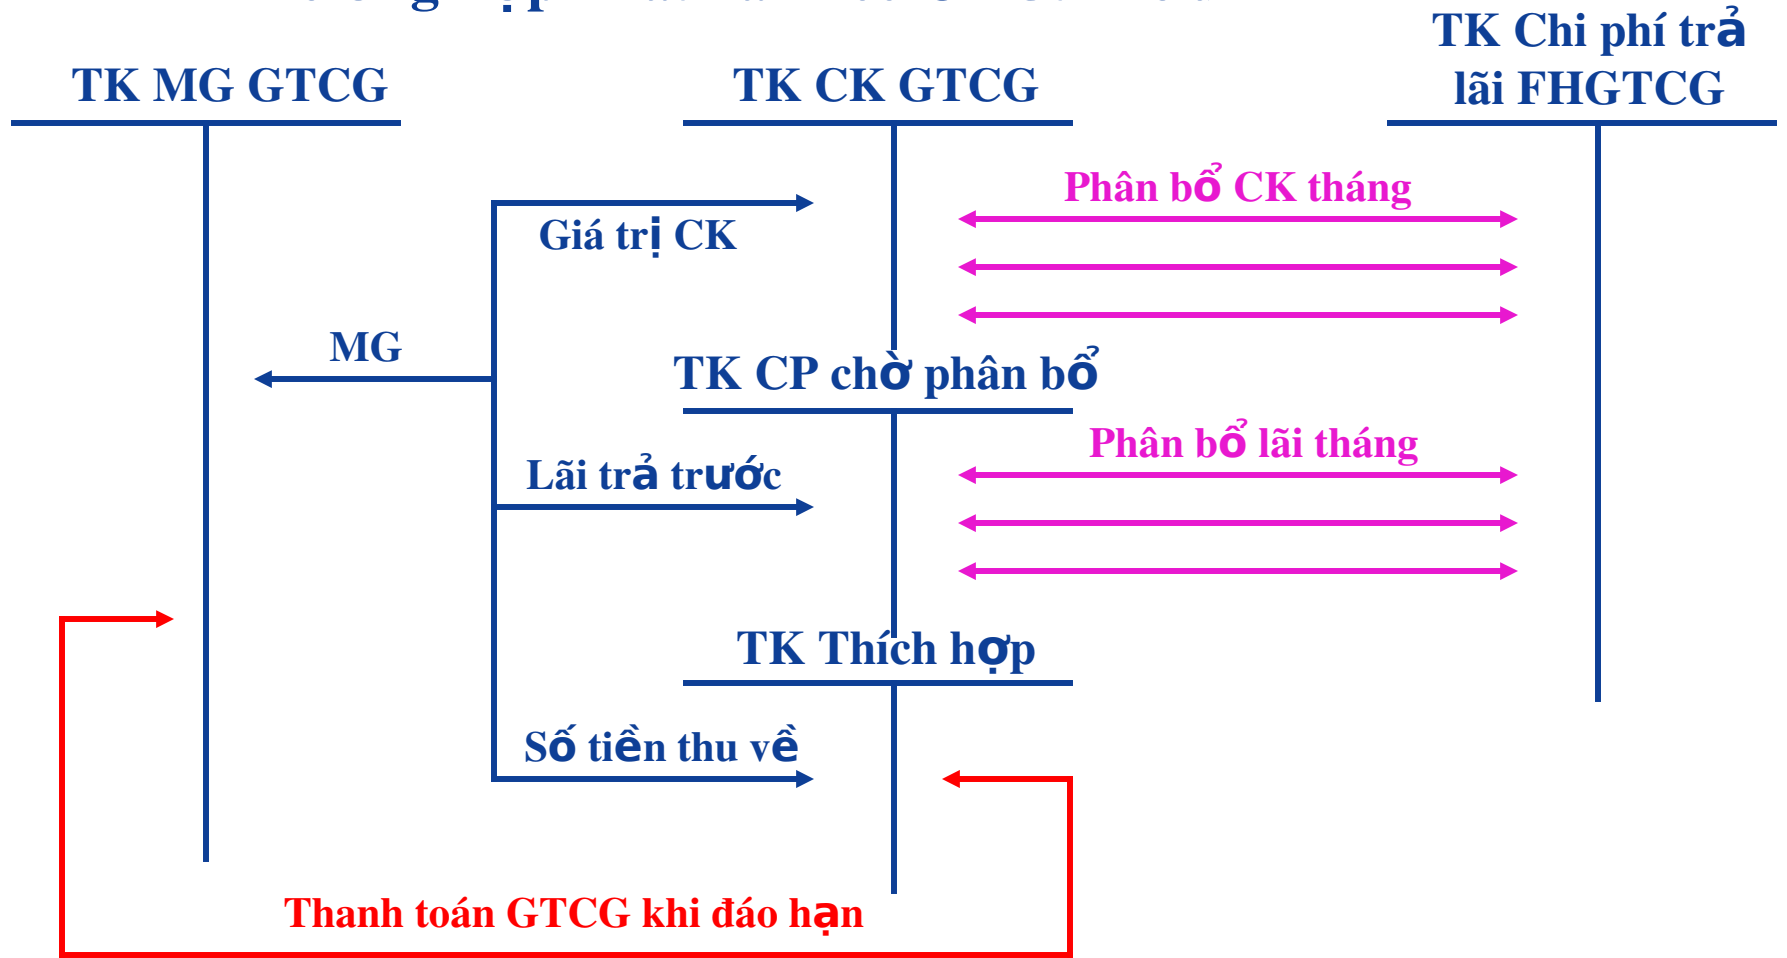 TK Chi phí trả
lãi FHGTCG
TK MG GTCG
TK CK GTCG
Phân bổ CK tháng
Giá trị CK
MG
TK CP chờ phân bổ
Phân bổ lãi tháng
Lãi trả trước
TK Thích hợp
Số tiền thu về
Thanh toán GTCG khi đáo hạn